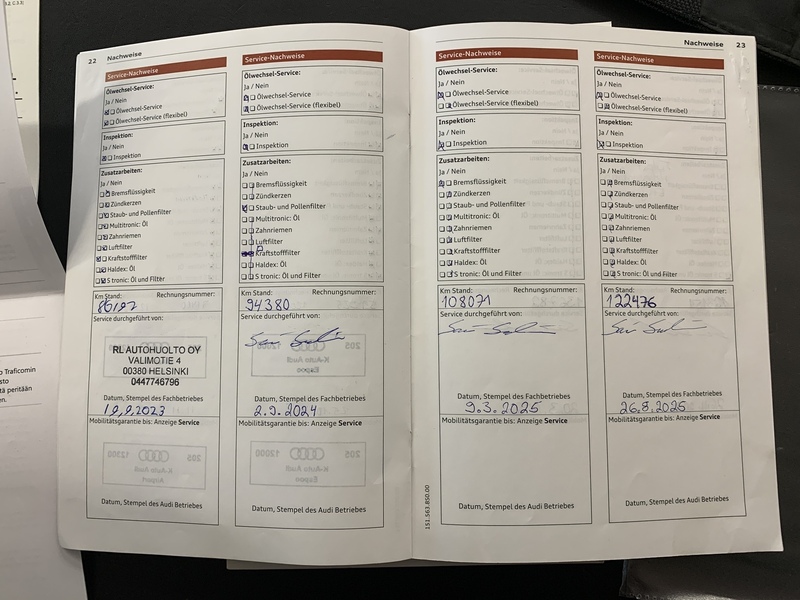 22 Nachweise
Service-Nachweise
Ölwechsel-Service:
Ja / Nein
Ölwechsel-Service
Ölwechsel-Service (flexibel)
Inspektion:
Ja / Nein
Inspektion
Zusatzarbeiten:
Ja / Nein
Bremsflüssigkeit
Zündkerzen
Staub- und Pollenfilter
Multitronic: Öl
Zahnriemen
Luftfilter
Kraftstofffilter
Haldex: Öl
S tronic: Öl und Filter
Km Stand: Rechnungsnummer:
Service durchgeführt von:
RL AUTOHUOLTO OY
VALIMOTIE 4
00380 HELSINKI
0447746796
Datum, Stempel des Fachbetriebes
Mobilitätsgarantie bis: Anzeige Service
Datum, Stempel des Audi Betriebes
Service-Nachweise
Ölwechsel-Service:
Ja / Nein
Ölwechsel-Service
Ölwechsel-Service (flexibel)
Inspektion:
Ja / Nein
Inspektion
Zusatzarbeiten:
Ja / Nein
Bremsflüssigkeit
Zündkerzen
Staub- und Pollenfilter
Multitronic: Öl
Zahnriemen
Luftfilter
Kraftstofffilter
Haldex: Öl
S tronic: Öl und Filter
Km Stand: Rechnungsnummer:
94380
Service durchgeführt von:
Datum, Stempel des Fachbetriebes
2.9.2024
Mobilitätsgarantie bis: Anzeige Service
Datum, Stempel des Audi Betriebes
Nachweise 23
Service-Nachweise
Ölwechsel-Service:
Ja / Nein
Ölwechsel-Service
Ölwechsel-Service (flexibel)
Inspektion:
Ja / Nein
Inspektion
Zusatzarbeiten:
Ja / Nein
Bremsflüssigkeit
Zündkerzen
Staub- und Pollenfilter
Multitronic: Öl
Zahnriemen
Luftfilter
Kraftstofffilter
Haldex: Öl
S tronic: Öl und Filter
Km Stand: Rechnungsnummer:
108071
Service durchgeführt von:
Datum, Stempel des Fachbetriebes
9.3.2025
Mobilitätsgarantie bis: Anzeige Service
Datum, Stempel des Audi Betriebes
Service-Nachweise
Ölwechsel-Service:
Ja / Nein
Ölwechsel-Service
Ölwechsel-Service (flexibel)
Inspektion:
Ja / Nein
Inspektion
Zusatzarbeiten:
Ja / Nein
Bremsflüssigkeit
Zündkerzen
Staub- und Pollenfilter
Multitronic: Öl
Zahnriemen
Luftfilter
Kraftstofffilter
Haldex: Öl
S tronic: Öl und Filter
Km Stand: Rechnungsnummer:
122476
Service durchgeführt von:
Datum, Stempel des Fachbetriebes
26.8.2025
Mobilitätsgarantie bis: Anzeige Service
Datum, Stempel des Audi Betriebes
151.563.850.00
o Traficomin
sto
tä peritään
en.